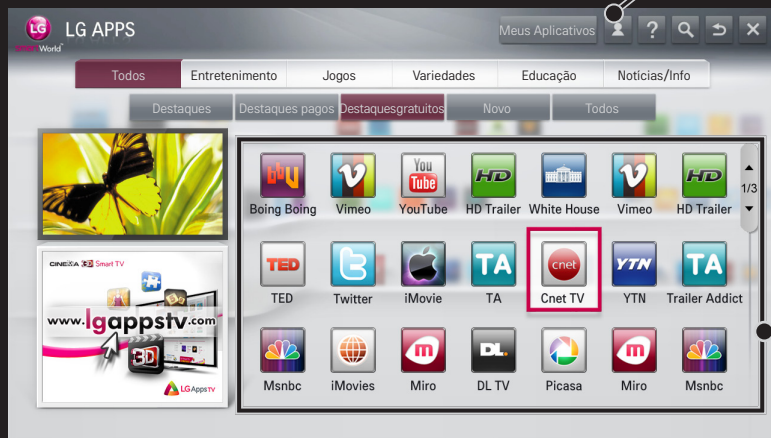 LG LG APPS
smart World
Meus Aplicativos ?
Todos Entretenimento Jogos Variedades Educação Notícias/Info
Destaques Destaques pagos Destaquesgratuitos Novo Todos
You Tube HD HD
Boing Boing Vimeo YouTube HD Trailer White House Vimeo HD Trailer
1/3
CINEMA 3D Smart TV
www.lgappstv.com
3D
LG Apps TV
TED TA cnet YTN TA
TED Twitter iMovie TA Cnet TV YTN Trailer Addict
m DL. m
Msnbc iMovies Miro DL TV Picasa Miro Msnbc